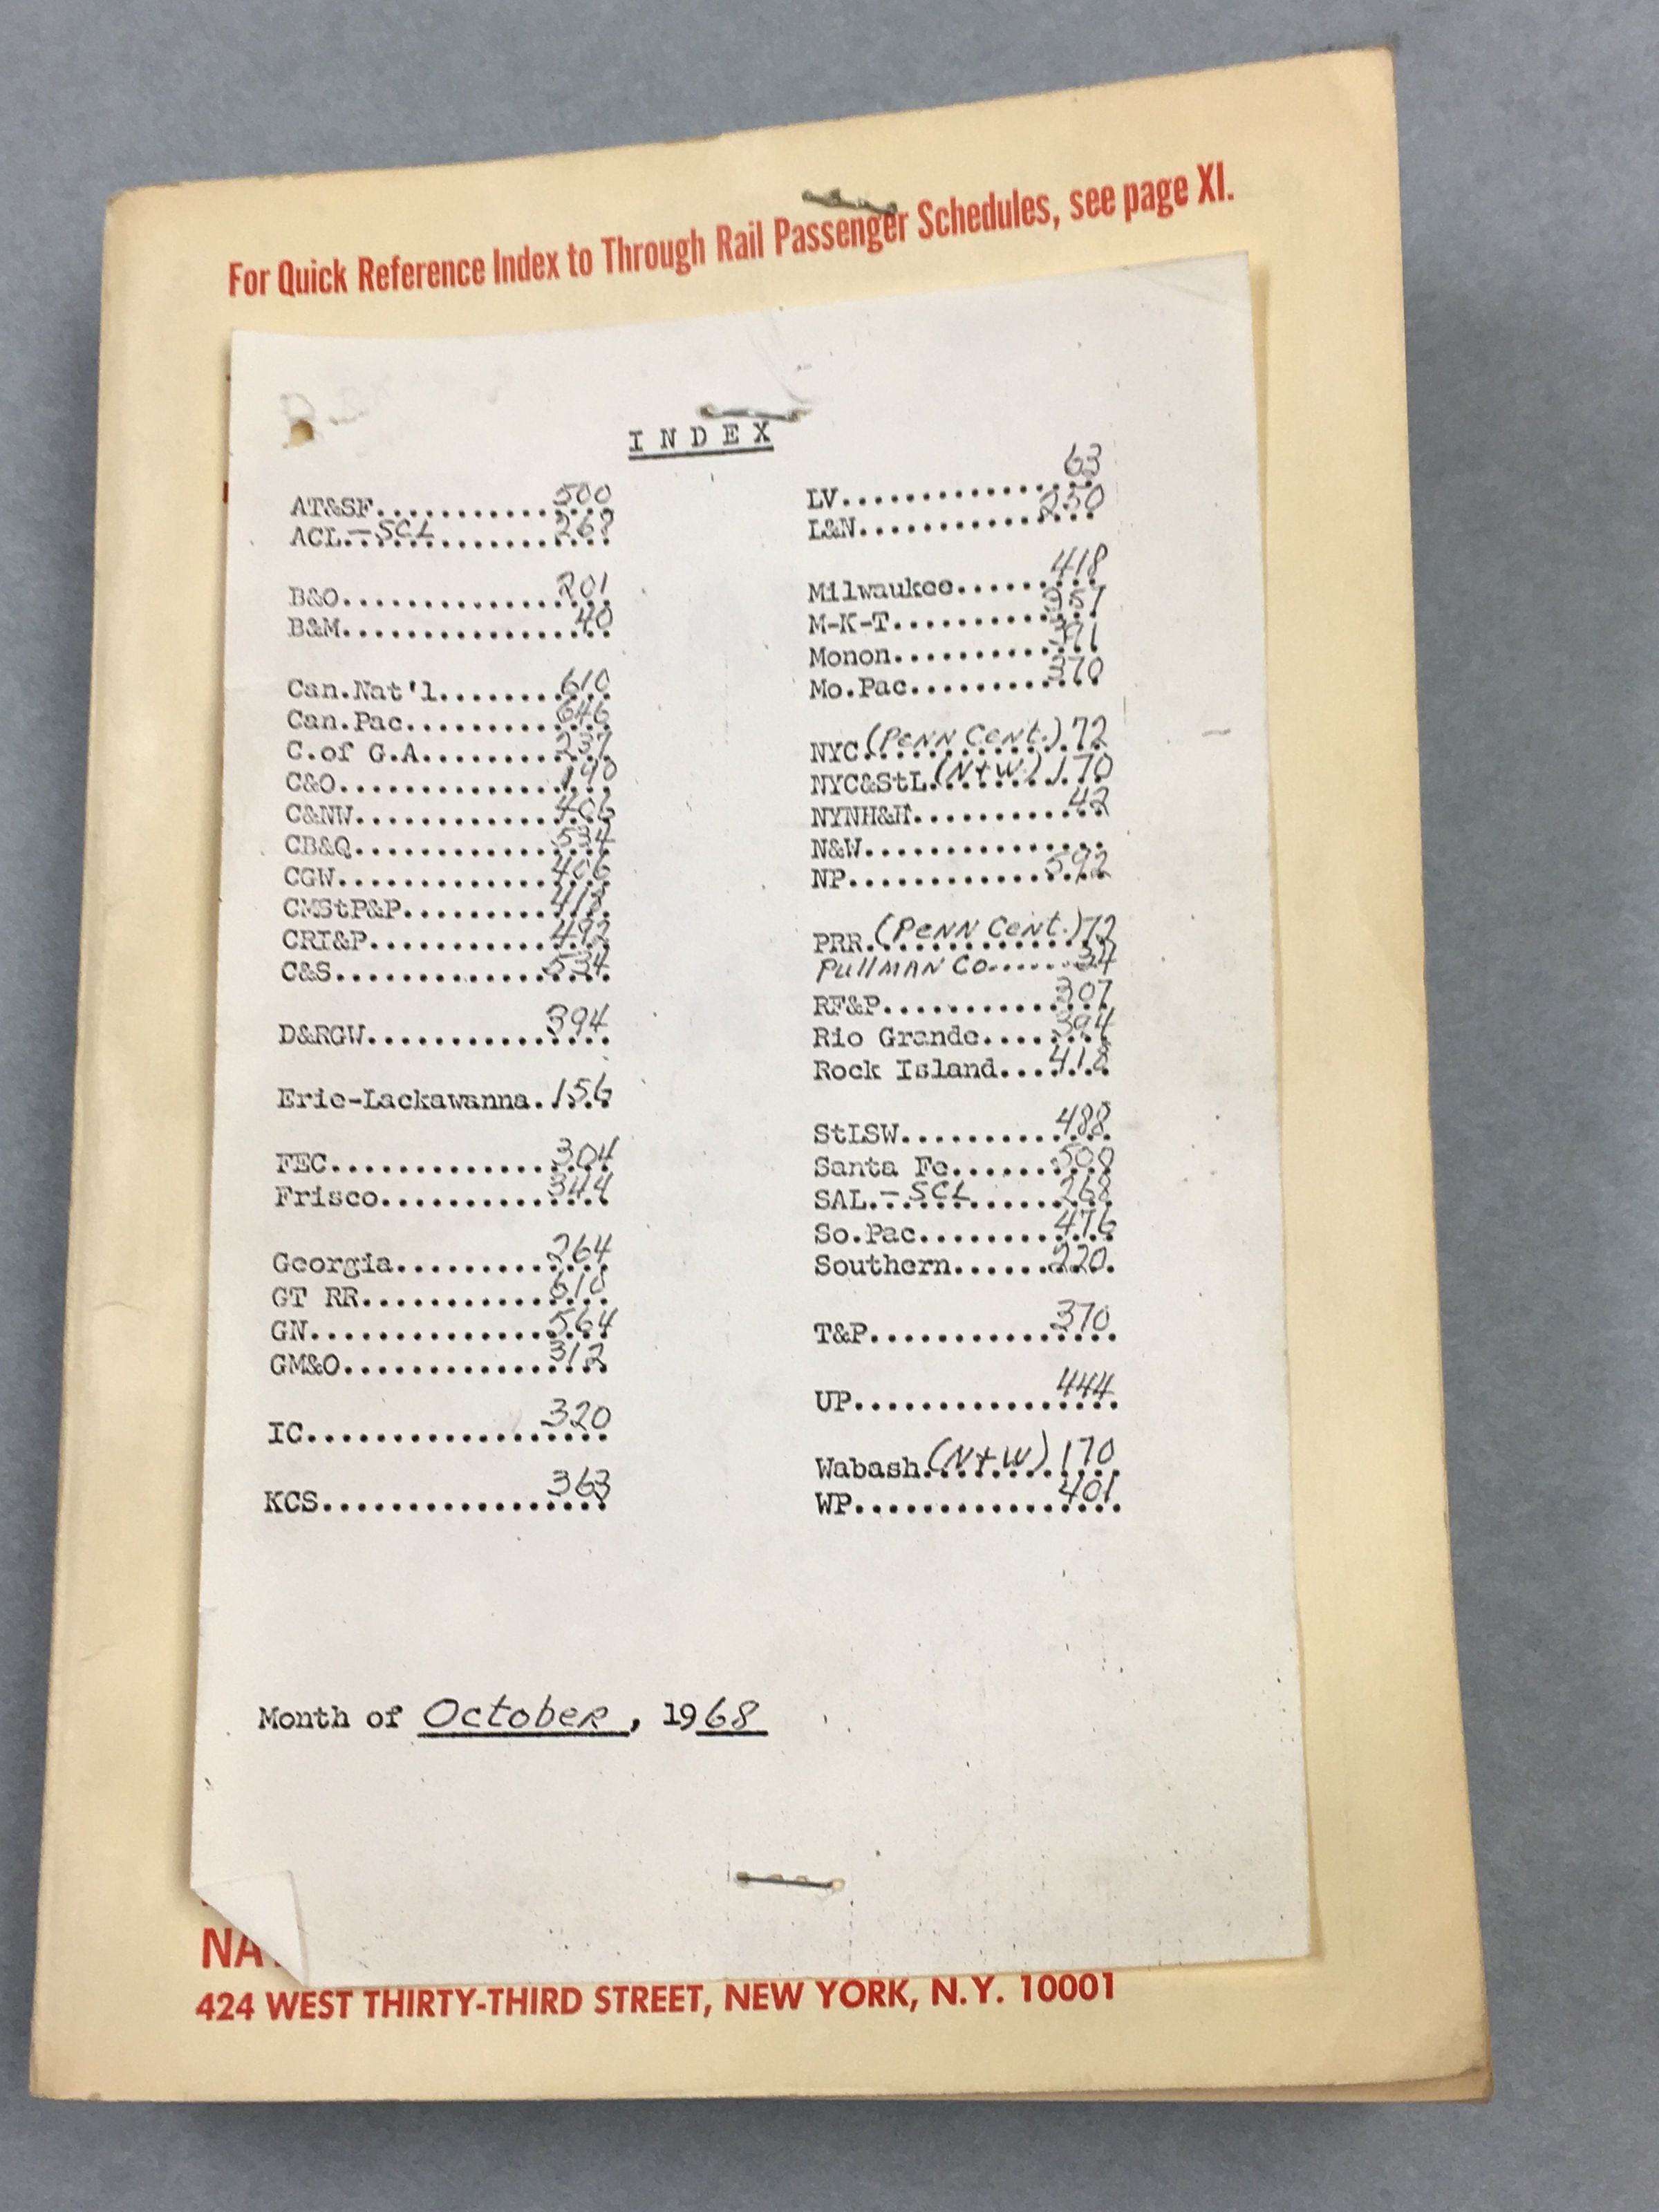 For Quick Reference Index to Through Rail Passenger Schedules, see page XI.
INDEX
AT&SF................500
ACL.-SCL.............268
B&O..................201
B&M..................40
Can.Nat'l............610
Can.Pac..............646
C.of G.A.............237
C&O..................190
C&NW.................406
CB&Q.................534
CGW..................406
CMStP&P..............418
CRI&P................492
C&S..................534
D&RGW................394
Erie-Lackawanna......156
FEC..................304
Frisco...............344
Georgia..............264
GT RR................610
GN...................564
GM&O.................312
IC...................320
KCS..................363
LV...................63
L&N..................250
Milwaukee............418
M-K-T................357
Monon................
Mo.Pac...............370
NYC.(PENN CENT.).....72
NYC&StL.(N+W)........170
NYNH&H...............42
N&W..................
NP...................592
PRR.(PENN CENT.).....72
PULLMAN CO...........34
RF&P.................307
Rio Grande...........394
Rock Island..........418
StLSW................488
Santa Fe.............500
SAL.-SCL.............268
So.Pac...............476
Southern.............220
T&P..................370
UP...................444
Wabash.(N+W).........170
WP...................401
Month of October, 1968
NA
424 WEST THIRTY-THIRD STREET, NEW YORK, N.Y. 10001